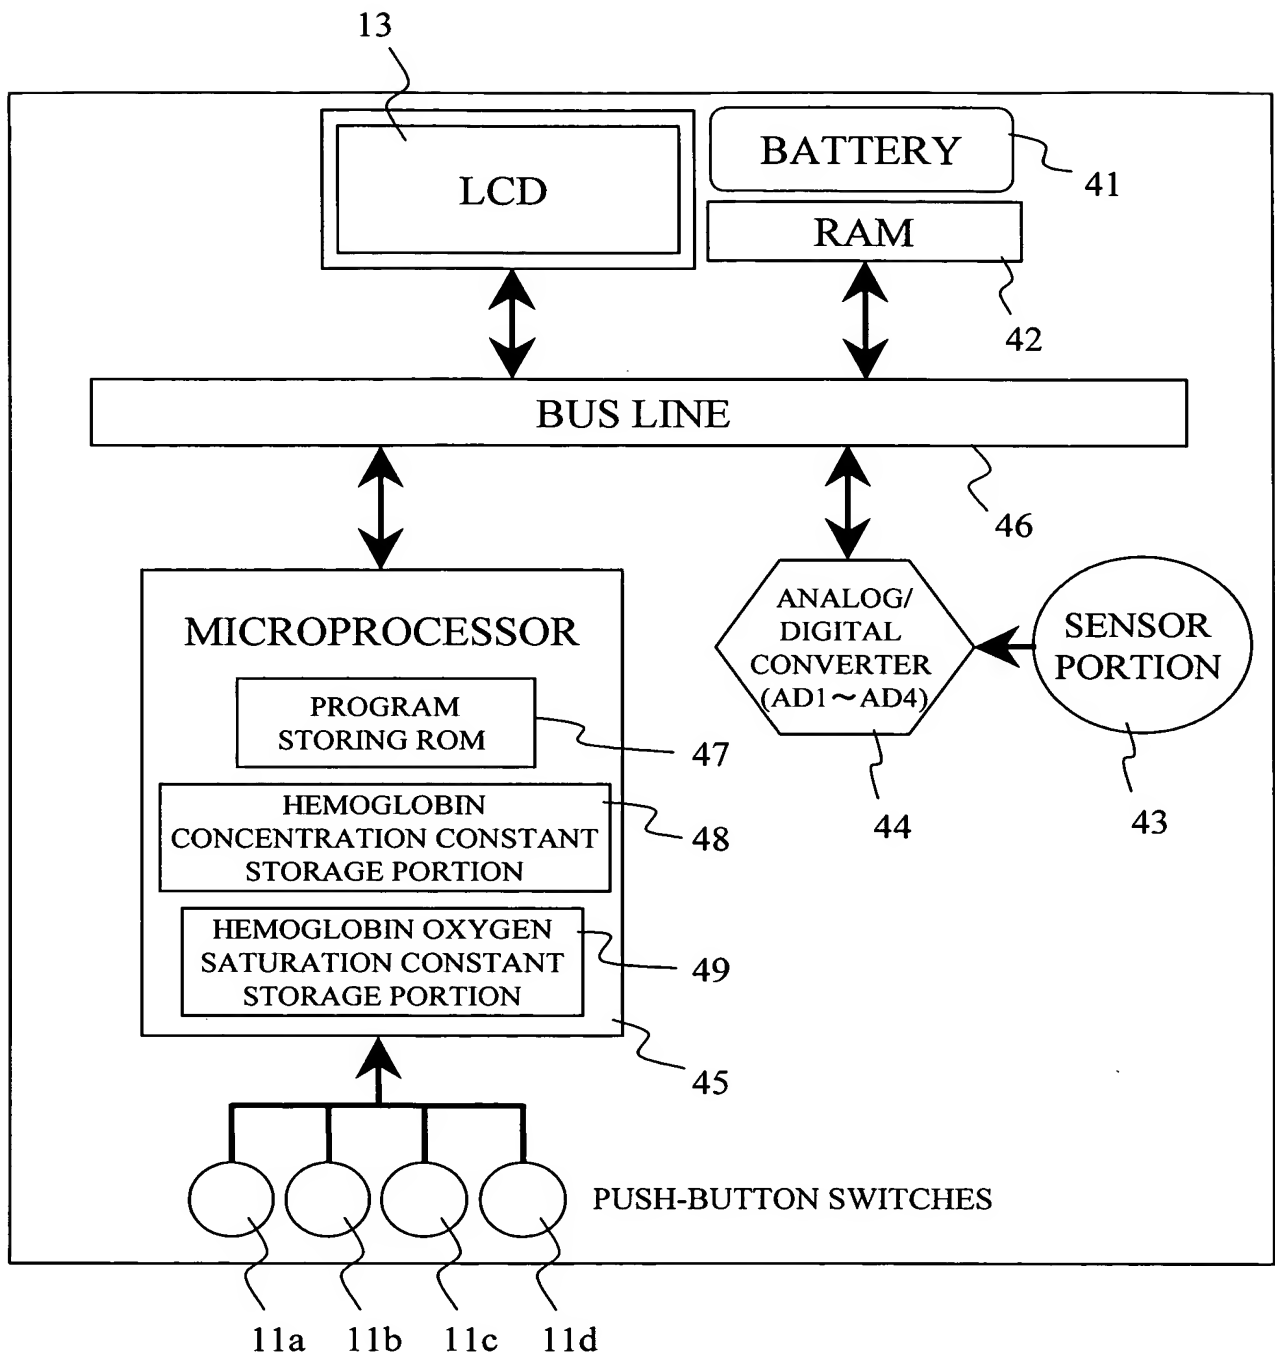 13
BATTERY
41
LCD
RAM
42
BUS LINE
46
MICROPROCESSOR
PROGRAM
STORING ROM
47
HEMOGLOBIN
CONCENTRATION CONSTANT
STORAGE PORTION
48
HEMOGLOBIN OXYGEN
SATURATION CONSTANT
STORAGE PORTION
49
45
ANALOG/
DIGITAL
CONVERTER
(AD1～AD4)
44
SENSOR
PORTION
43
PUSH-BUTTON SWITCHES
11a
11b
11c
11d